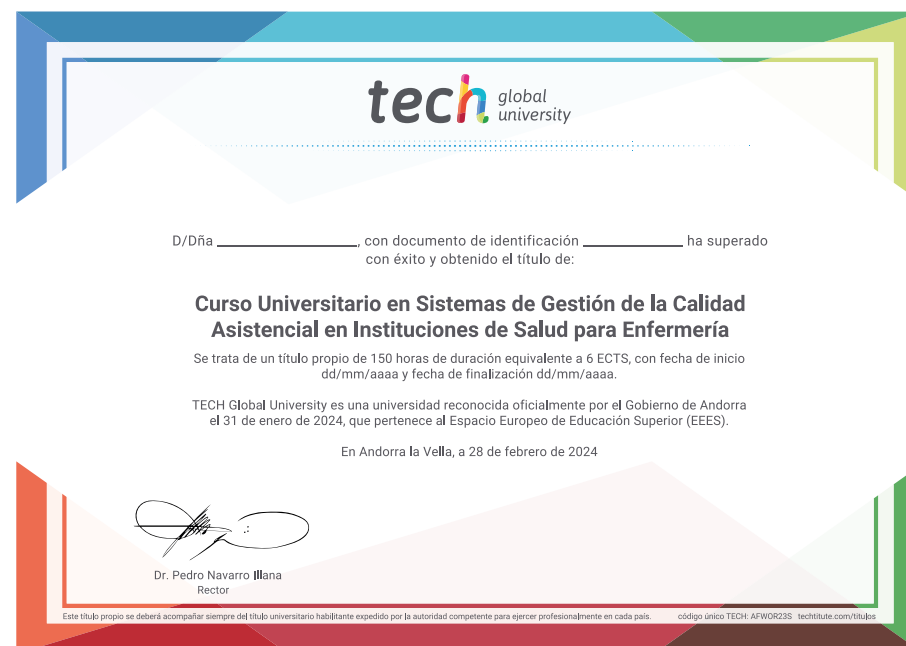 tech global university
D/Dña ____________________, con documento de identificación ______________ ha superado
con éxito y obtenido el título de:
Curso Universitario en Sistemas de Gestión de la Calidad
Asistencial en Instituciones de Salud para Enfermería
Se trata de un título propio de 150 horas de duración equivalente a 6 ECTS, con fecha de inicio
dd/mm/aaaa y fecha de finalización dd/mm/aaaa.
TECH Global University es una universidad reconocida oficialmente por el Gobierno de Andorra
el 31 de enero de 2024, que pertenece al Espacio Europeo de Educación Superior (EEES).
En Andorra la Vella, a 28 de febrero de 2024
Dr. Pedro Navarro Illana
Rector
Este título propio se deberá acompañar siempre del título universitario habilitante expedido por la autoridad competente para ejercer profesionalmente en cada país. código único TECH: AFWOR23S techtitute.com/titulos